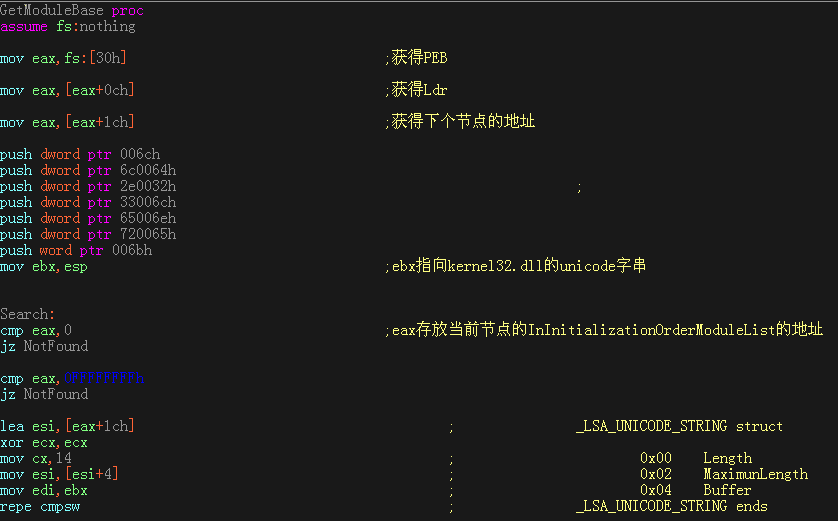 GetModuleBase proc
assume fs:nothing
mov eax,fs:[30h] ;获得PEB
mov eax,[eax+0ch] ;获得Ldr
mov eax,[eax+1ch] ;获得下个节点的地址
push dword ptr 006ch
push dword ptr 6c0064h
push dword ptr 2e0032h ;
push dword ptr 33006ch
push dword ptr 65006eh
push dword ptr 720065h
push word ptr 006bh
mov ebx,esp ;ebx指向kernel32.dll的unicode字串
Search:
cmp eax,0 ;eax存放当前节点的InInitializationOrderModuleList的地址
jz NotFound
cmp eax,
jz NotFound
lea esi,[eax+1ch] ; _LSA_UNICODE_STRING struct
xor ecx,ecx
mov cx,14 ; 0x00 Length
mov esi,[esi+4] ; 0x02 MaximunLength
mov edi,ebx ; 0x04 Buffer
repe cmpsw ; _LSA_UNICODE_STRING ends